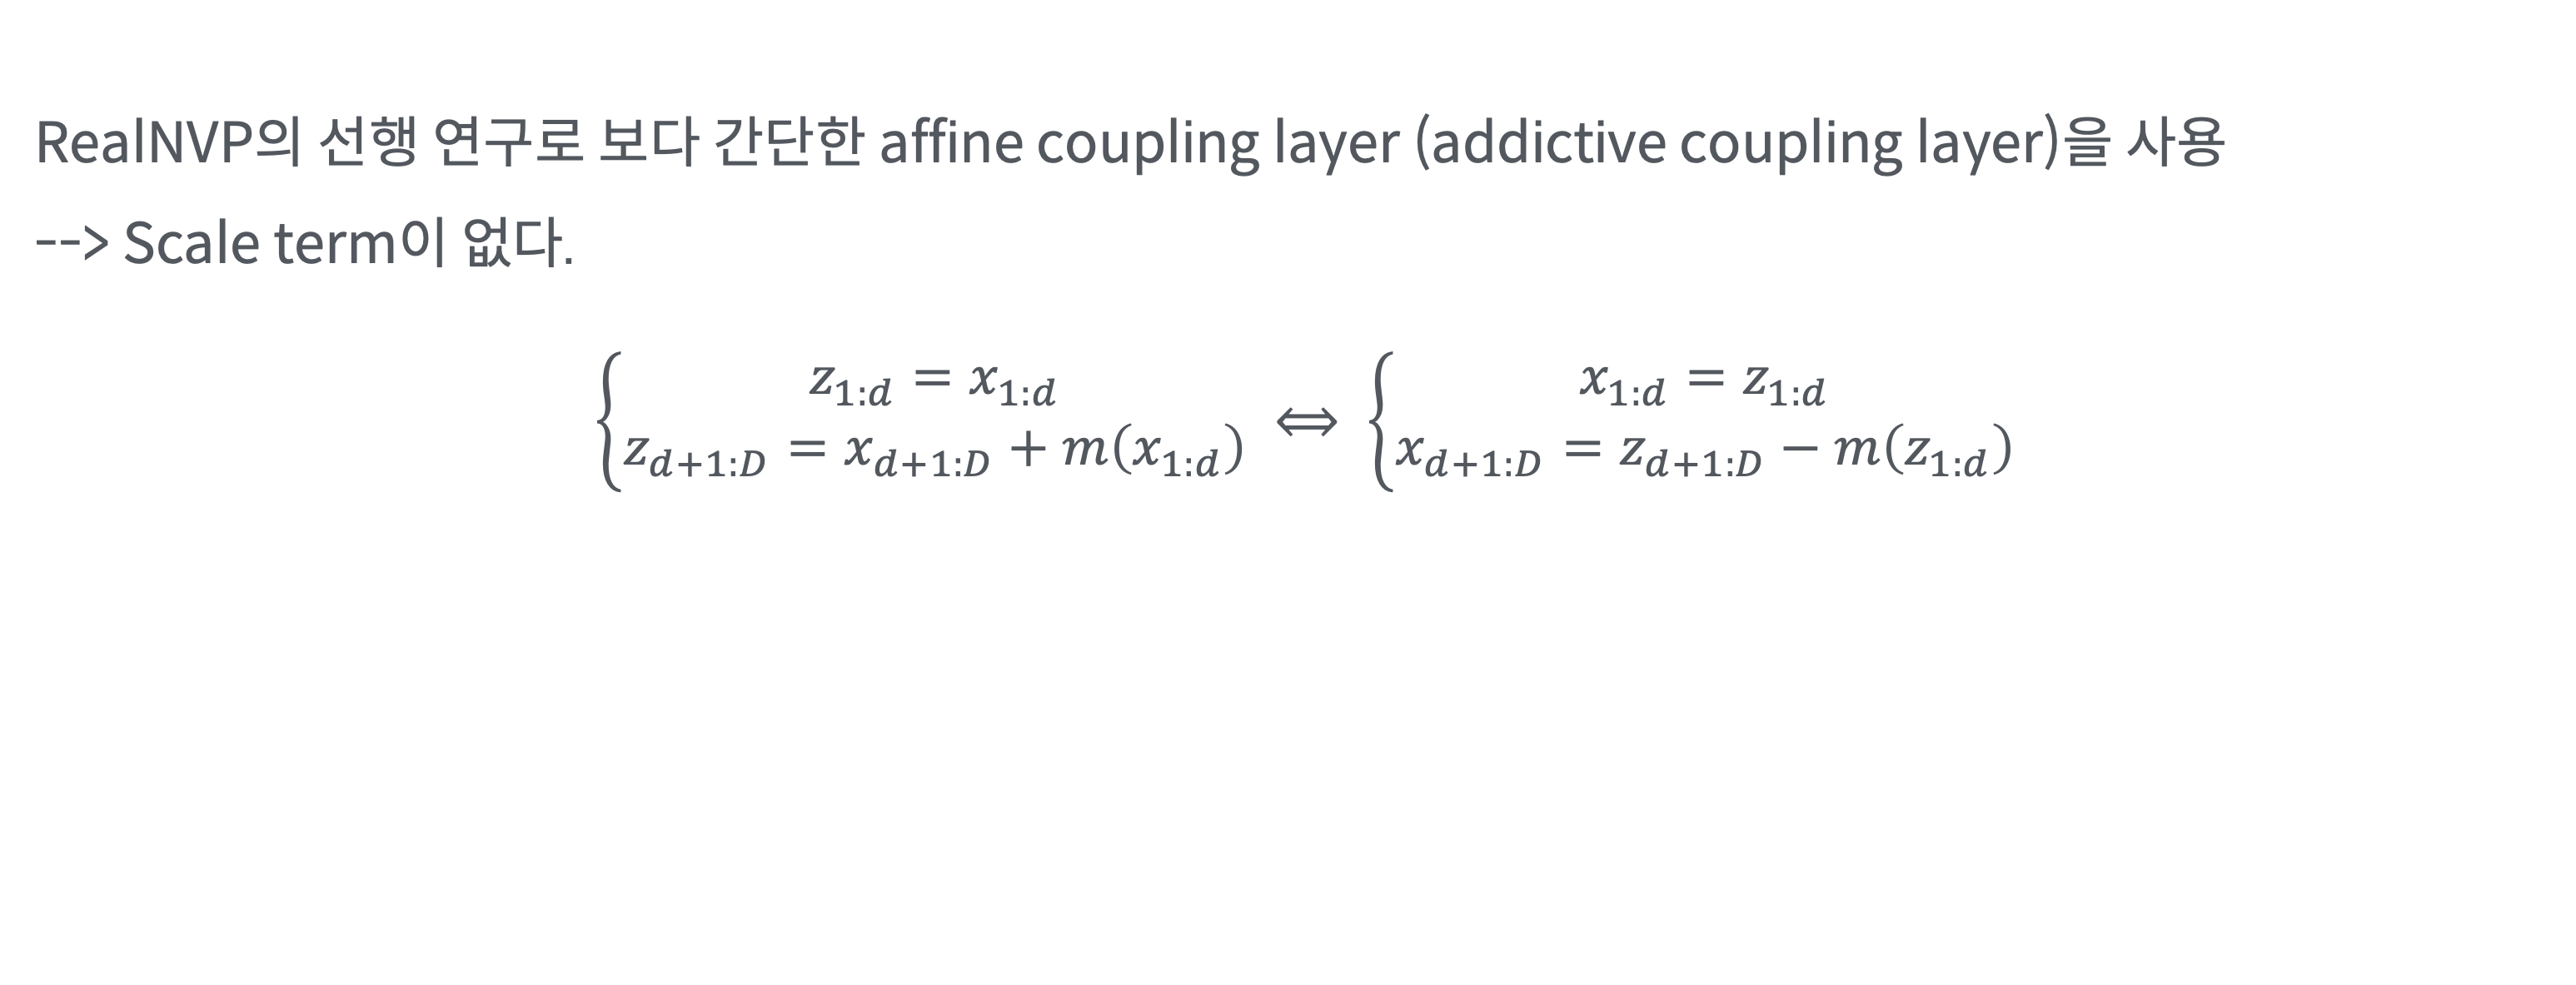 RealNVP의 선행 연구로 보다 간단한 affine coupling layer (addictive coupling layer)을 사용
--> Scale term이 없다.
{ z_{1:d} = x_{1:d} ⇔ { x_{1:d} = z_{1:d}
z_{d+1:D} = x_{d+1:D} + m(x_{1:d}) x_{d+1:D} = z_{d+1:D} − m(z_{1:d})